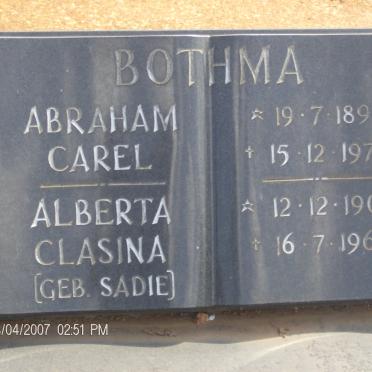 BOTHMA
ABRAHAM
CAREL
☆ 19·7·189
† 15·12·197
ALBERTA
CLASINA
[GEB. SADIE]
☆ 12·12·190
† 16·7·196
/04/2007 02:51 PM